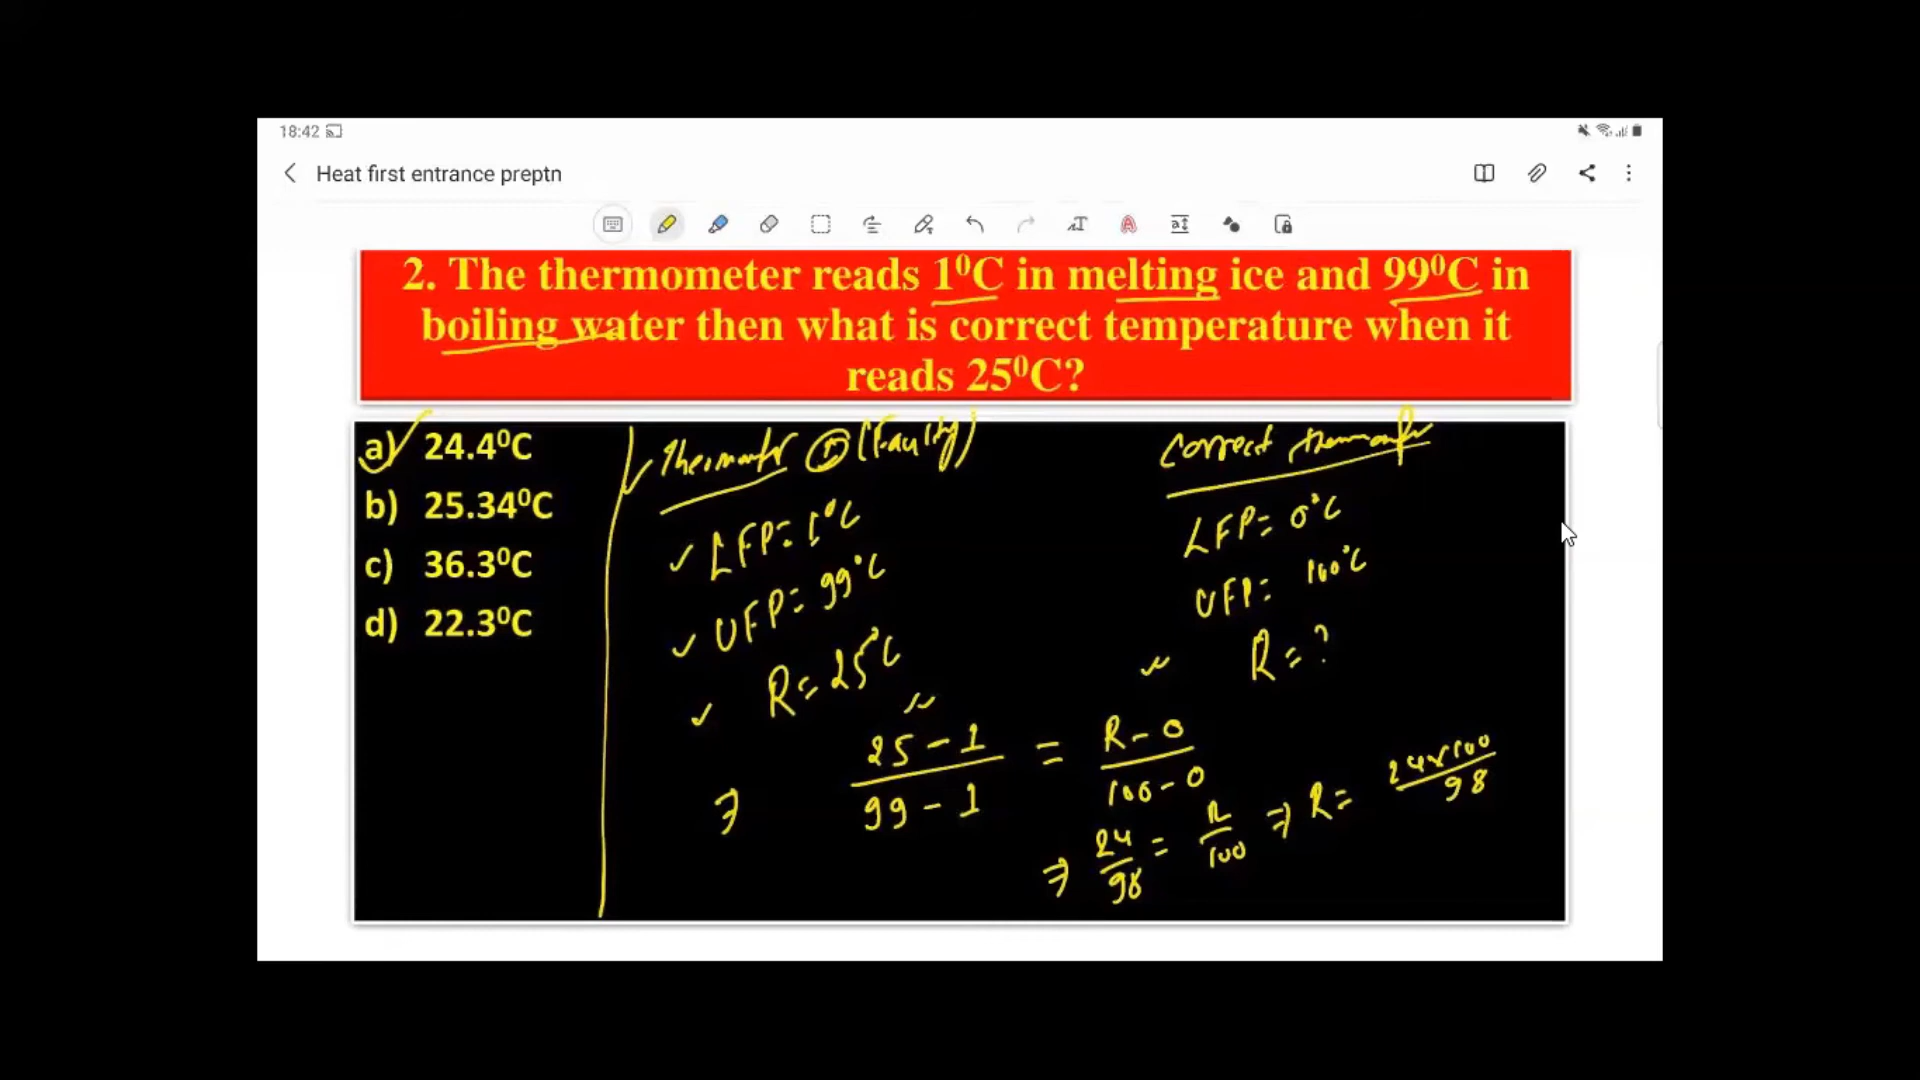 18:42
Heat first entrance preptn
2. The thermometer reads 1⁰C in melting ice and 99⁰C in
boiling water then what is correct temperature when it
reads 25⁰C?
a) 24.4⁰C
b) 25.34⁰C
c) 36.3⁰C
d) 22.3⁰C
(Faulty)
LFP = 1°C
UFP = 99°C
R = 25°C
Correct
LFP = 0°C
UFP = 100°C
R = ?
⇒ 25 - 1 / 99 - 1 = R - 0 / 100 - 0
⇒ 24 / 98 = R / 100 ⇒ R = 24 x 100 / 98